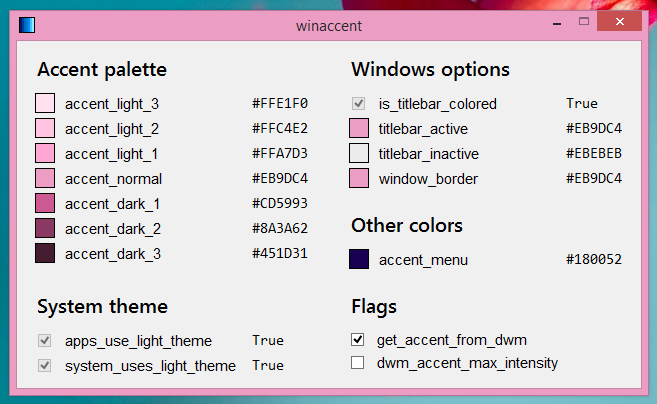 winaccent
Accent palette
accent_light_3 #FFE1F0
accent_light_2 #FFC4E2
accent_light_1 #FFA7D3
accent_normal #EB9DC4
accent_dark_1 #CD5993
accent_dark_2 #8A3A62
accent_dark_3 #451D31
Windows options
is_titlebar_colored True
titlebar_active #EB9DC4
titlebar_inactive #EBEBEB
window_border #EB9DC4
Other colors
accent_menu #180052
System theme
apps_use_light_theme True
system_uses_light_theme True
Flags
get_accent_from_dwm
dwm_accent_max_intensity